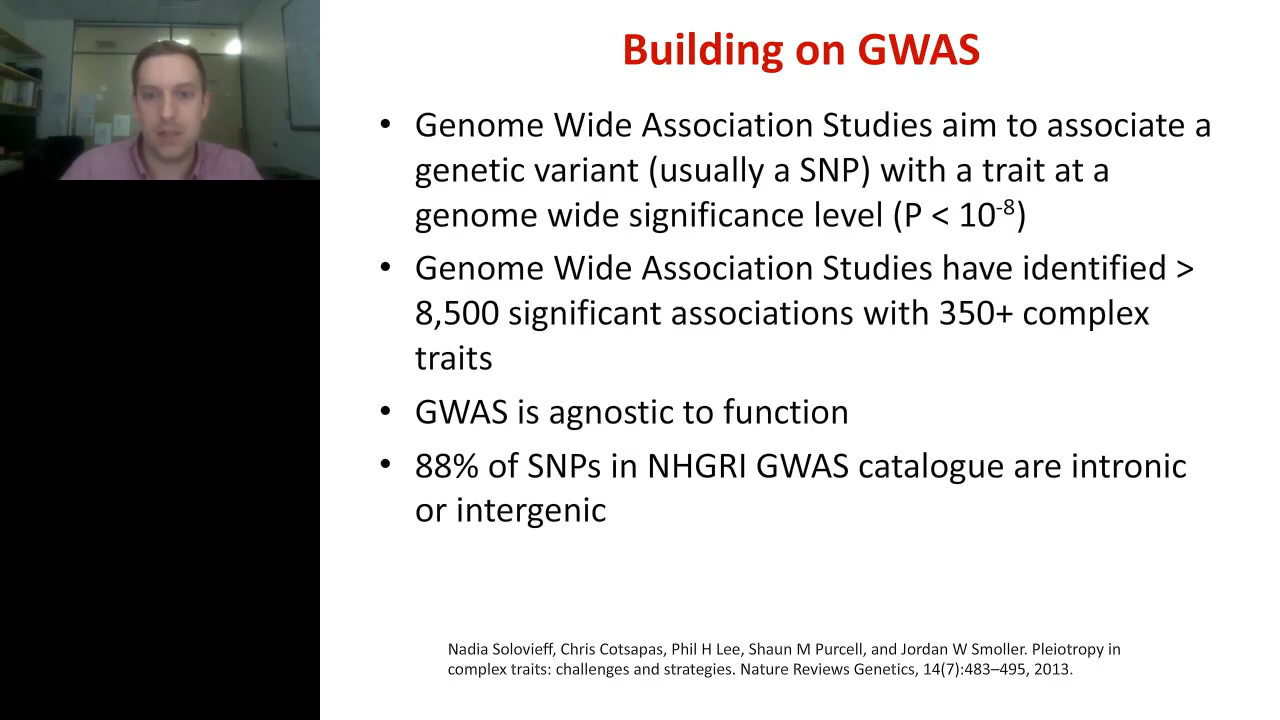 Building on GWAS
• Genome Wide Association Studies aim to associate a
genetic variant (usually a SNP) with a trait at a
genome wide significance level (P < 10⁻⁸)
• Genome Wide Association Studies have identified >
8,500 significant associations with 350+ complex
traits
• GWAS is agnostic to function
• 88% of SNPs in NHGRI GWAS catalogue are intronic
or intergenic
Nadia Solovieff, Chris Cotsapas, Phil H Lee, Shaun M Purcell, and Jordan W Smoller. Pleiotropy in
complex traits: challenges and strategies. Nature Reviews Genetics, 14(7):483–495, 2013.